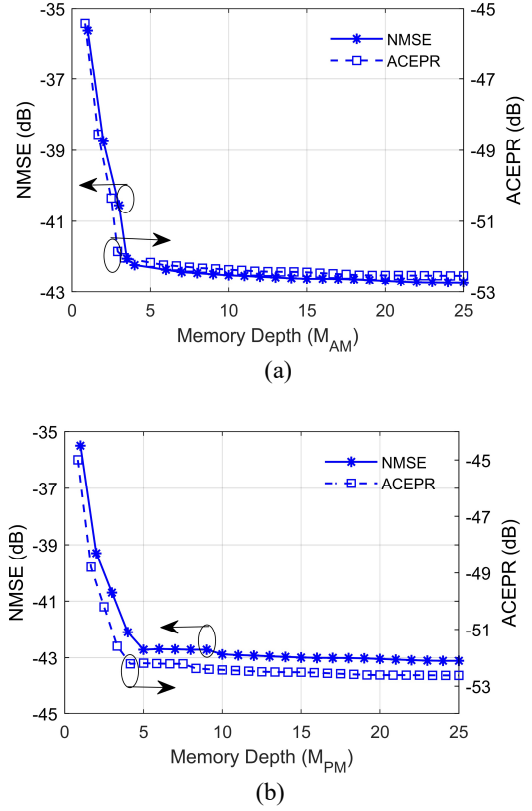 -35
-37
-39
-41
-43
NMSE (dB)
-45
-47
-49
-51
-53
ACEPR (dB)
NMSE
ACEPR
0 5 10 15 20 25
Memory Depth (M_AM)
(a)
-35
-37
-39
-41
-43
-45
NMSE (dB)
-45
-47
-49
-51
-53
ACEPR (dB)
NMSE
ACEPR
0 5 10 15 20 25
Memory Depth (M_PM)
(b)